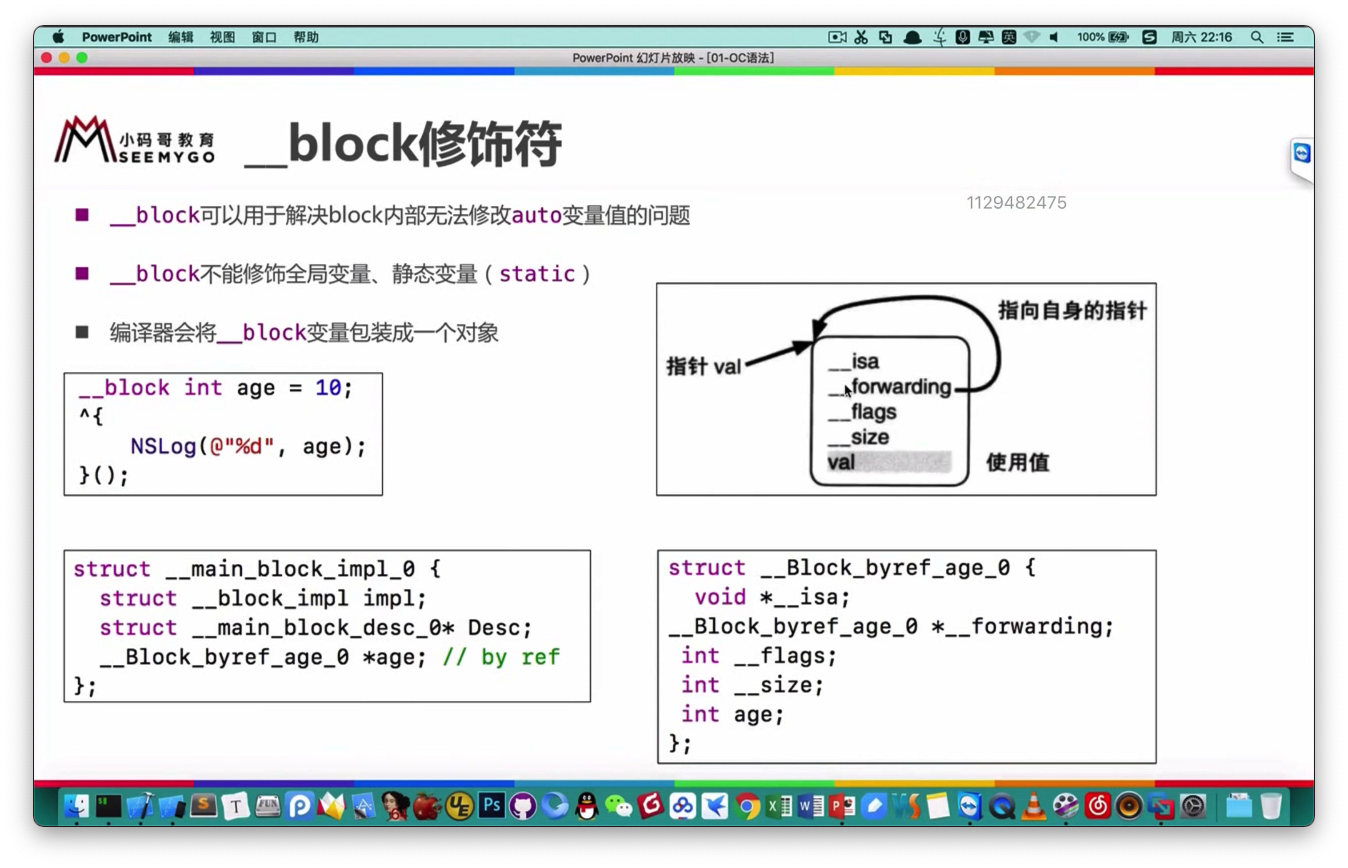 PowerPoint 编辑 视图 窗口 帮助 100% 周六 22:16
PowerPoint 幻灯片放映 - [01-OC语法]
小码哥教育
SEEMYGO
__block修饰符
1129482475
__block可以用于解决block内部无法修改auto变量值的问题
__block不能修饰全局变量、静态变量（static）
编译器会将__block变量包装成一个对象
__block int age = 10;
^{
NSLog(@"%d", age);
}();
指向自身的指针
指针 val
__isa
__forwarding
__flags
__size
val
使用值
struct __main_block_impl_0 {
struct __block_impl impl;
struct __main_block_desc_0* Desc;
__Block_byref_age_0 *age; // by ref
};
struct __Block_byref_age_0 {
void *__isa;
__Block_byref_age_0 *__forwarding;
int __flags;
int __size;
int age;
};